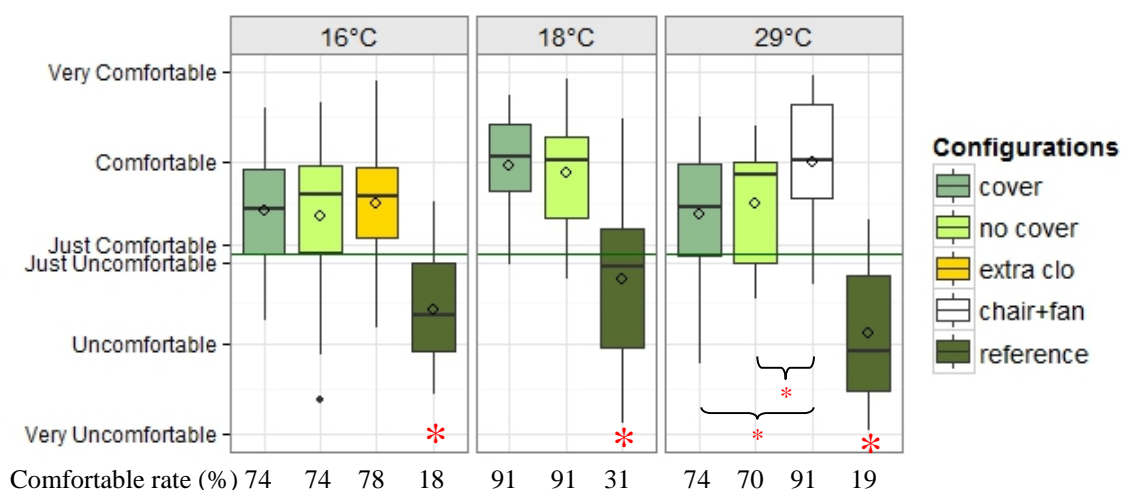 16°C 18°C 29°C
Very Comfortable
Comfortable
Just Comfortable
Just Uncomfortable
Uncomfortable
Very Uncomfortable
* * * * *
Configurations
cover
no cover
extra clo
chair+fan
reference
Comfortable rate (%) 74 74 78 18 91 91 31 74 70 91 19